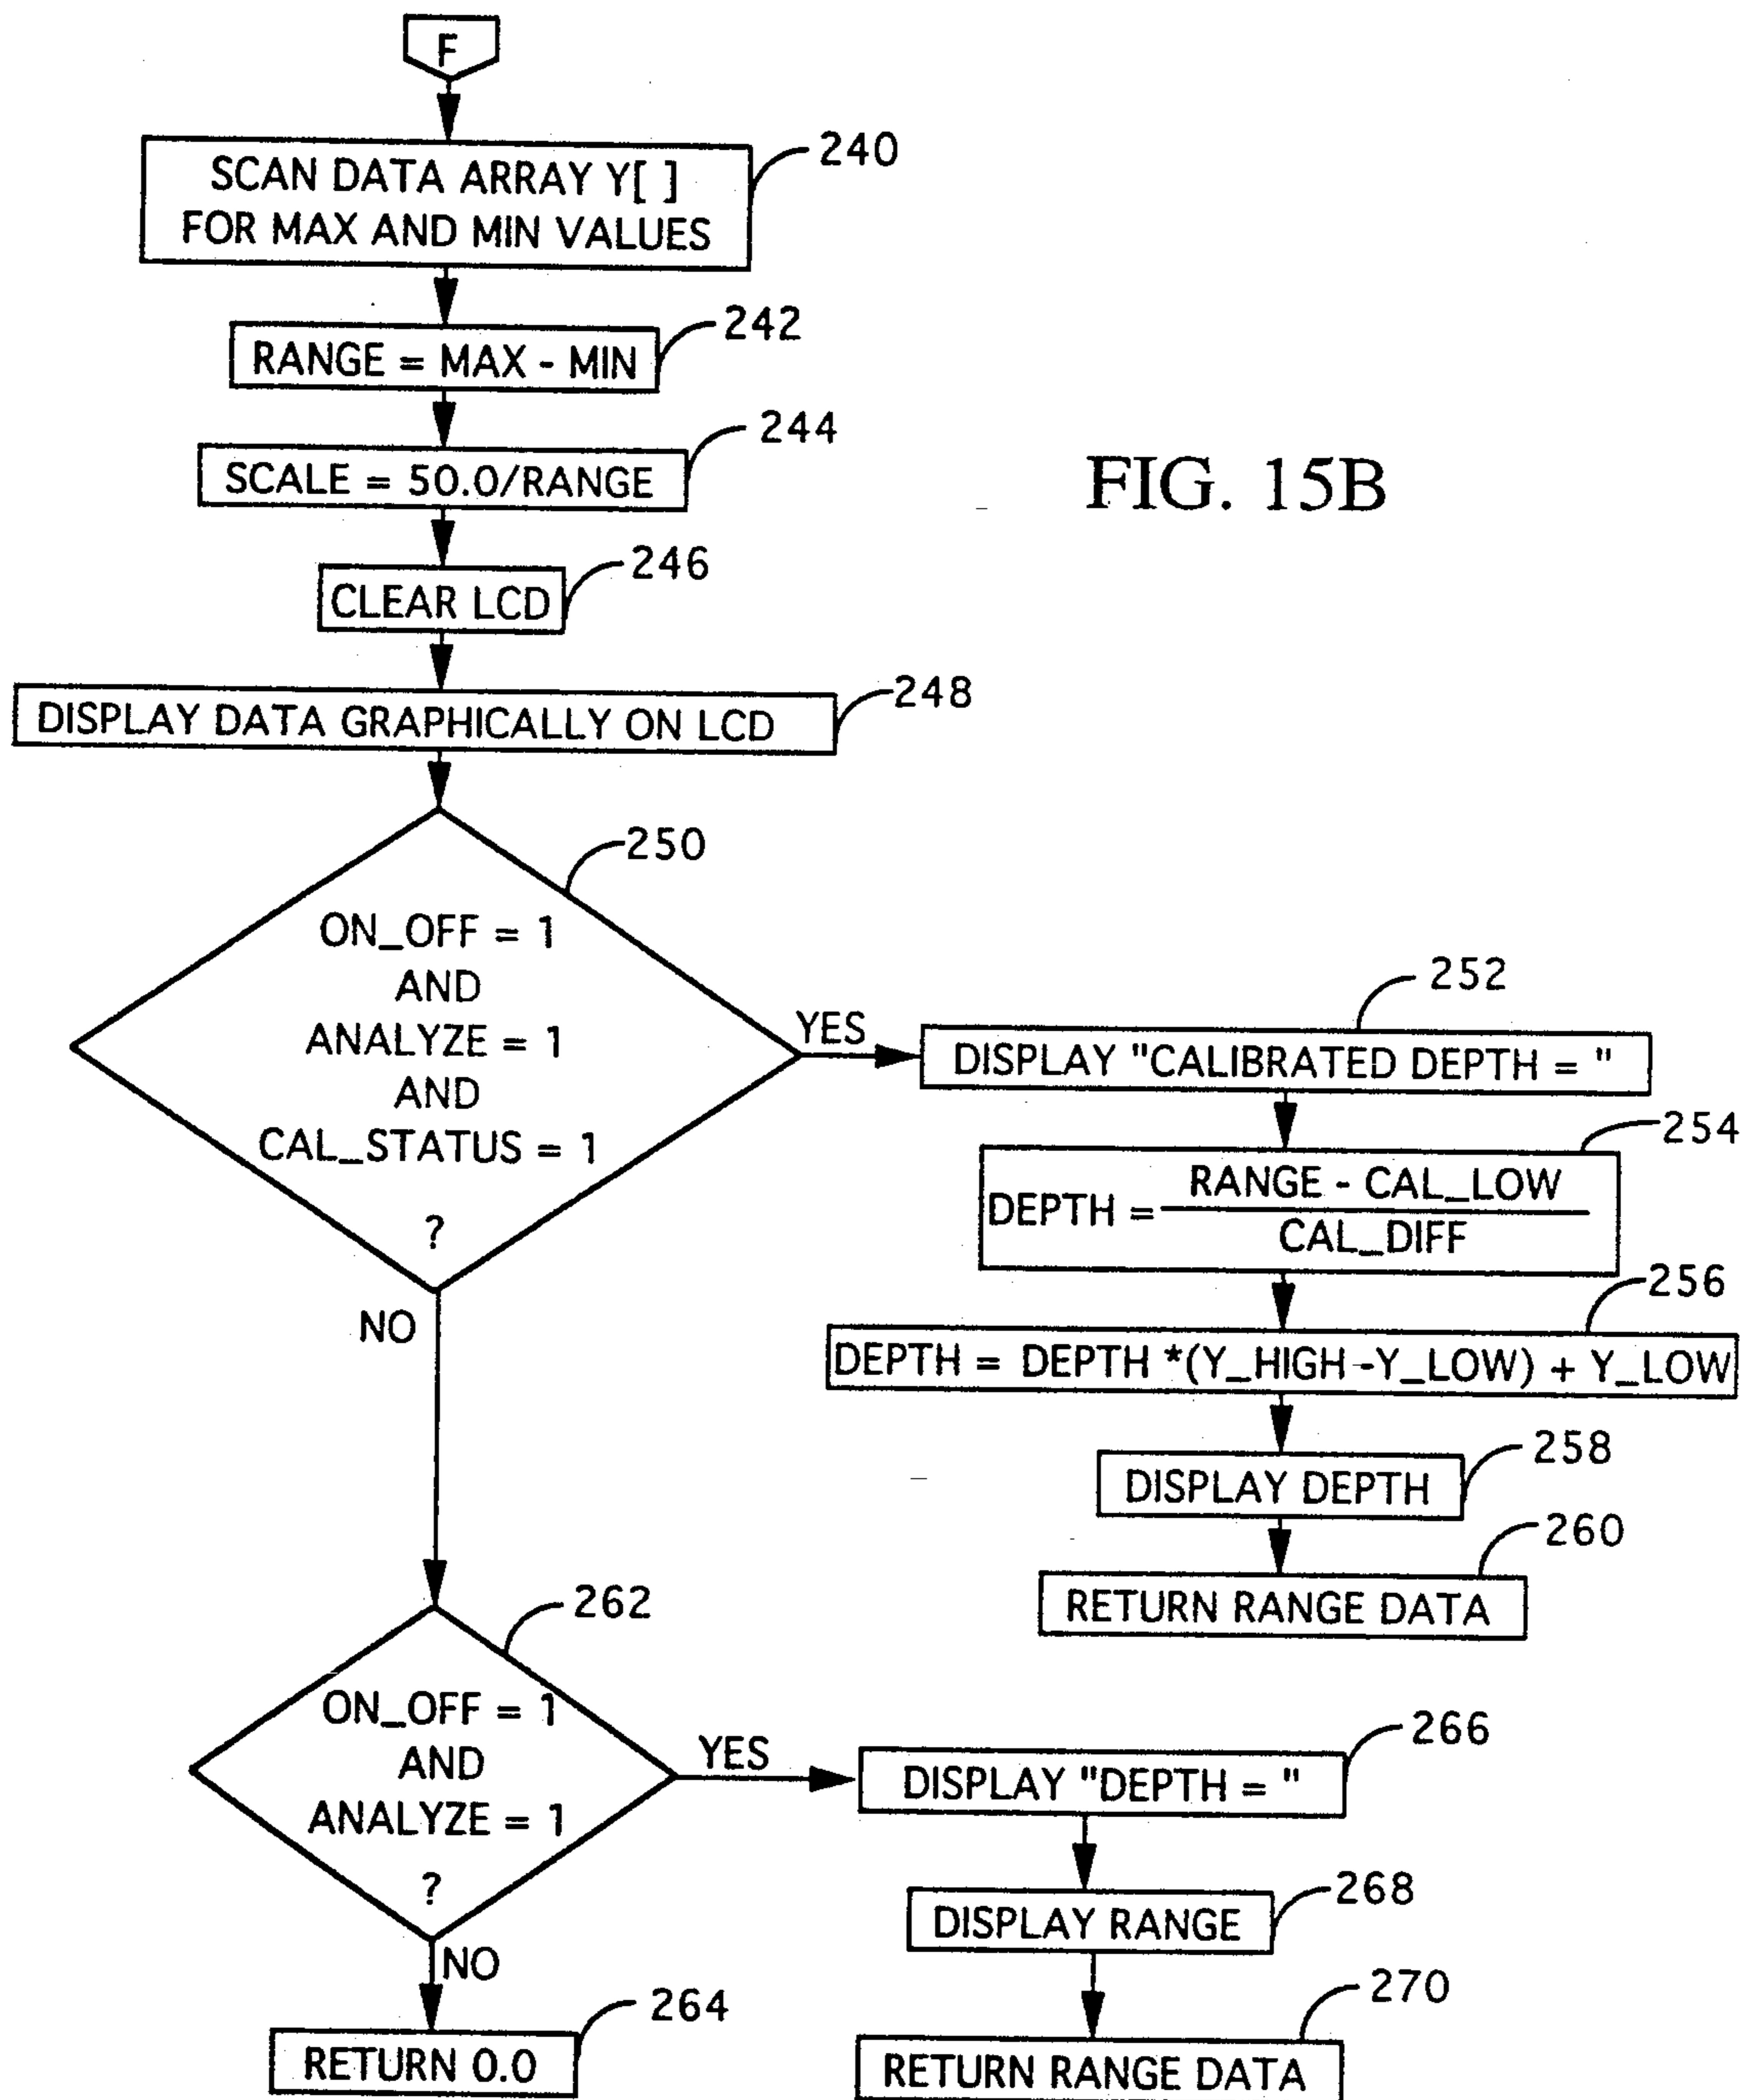 F
SCAN DATA ARRAY Y[ ]
FOR MAX AND MIN VALUES
240
RANGE = MAX - MIN
242
SCALE = 50.0/RANGE
244
FIG. 15B
CLEAR LCD
246
DISPLAY DATA GRAPHICALLY ON LCD
248
250
ON_OFF = 1
AND
ANALYZE = 1
AND
CAL_STATUS = 1
?
YES
NO
252
DISPLAY "CALIBRATED DEPTH = "
254
DEPTH = RANGE - CAL_LOW
CAL_DIFF
256
DEPTH = DEPTH *(Y_HIGH -Y_LOW) + Y_LOW
258
DISPLAY DEPTH
260
RETURN RANGE DATA
262
ON_OFF = 1
AND
ANALYZE = 1
?
YES
NO
266
DISPLAY "DEPTH = "
268
DISPLAY RANGE
264
RETURN 0.0
270
RETURN RANGE DATA